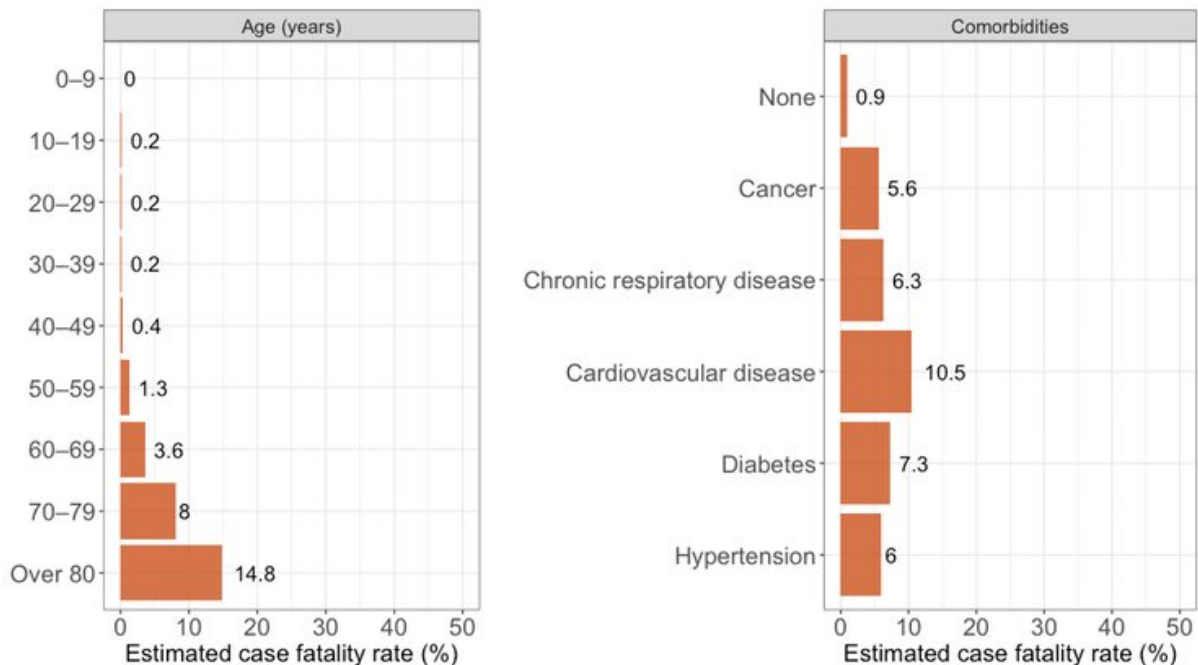 Age (years)
0–9 0
10–19 0.2
20–29 0.2
30–39 0.2
40–49 0.4
50–59 1.3
60–69 3.6
70–79 8
Over 80 14.8
0 10 20 30 40 50
Estimated case fatality rate (%)
Comorbidities
None 0.9
Cancer 5.6
Chronic respiratory disease 6.3
Cardiovascular disease 10.5
Diabetes 7.3
Hypertension 6
0 10 20 30 40 50
Estimated case fatality rate (%)